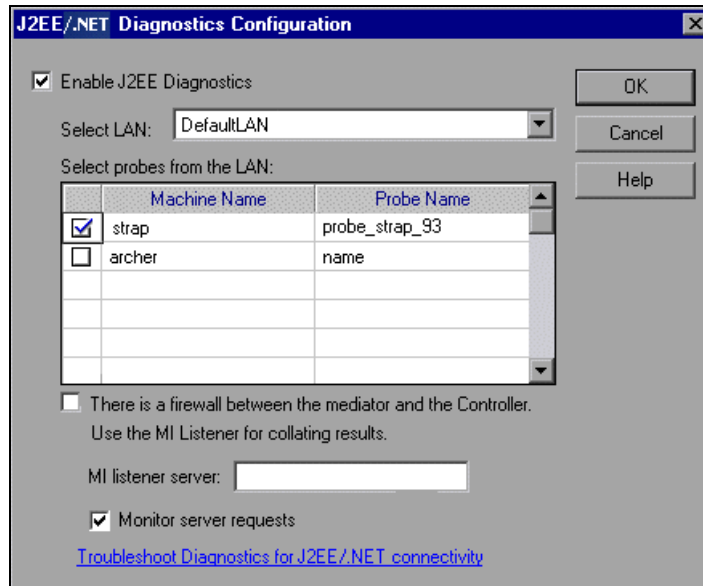 J2EE/.NET Diagnostics Configuration
Enable J2EE Diagnostics
OK
Select LAN: DefaultLAN
Cancel
Select probes from the LAN:
Help
Machine Name Probe Name
strap probe_strap_93
archer name
There is a firewall between the mediator and the Controller.
Use the MI Listener for collating results.
MI listener server:
Monitor server requests
Troubleshoot Diagnostics for J2EE/.NET connectivity